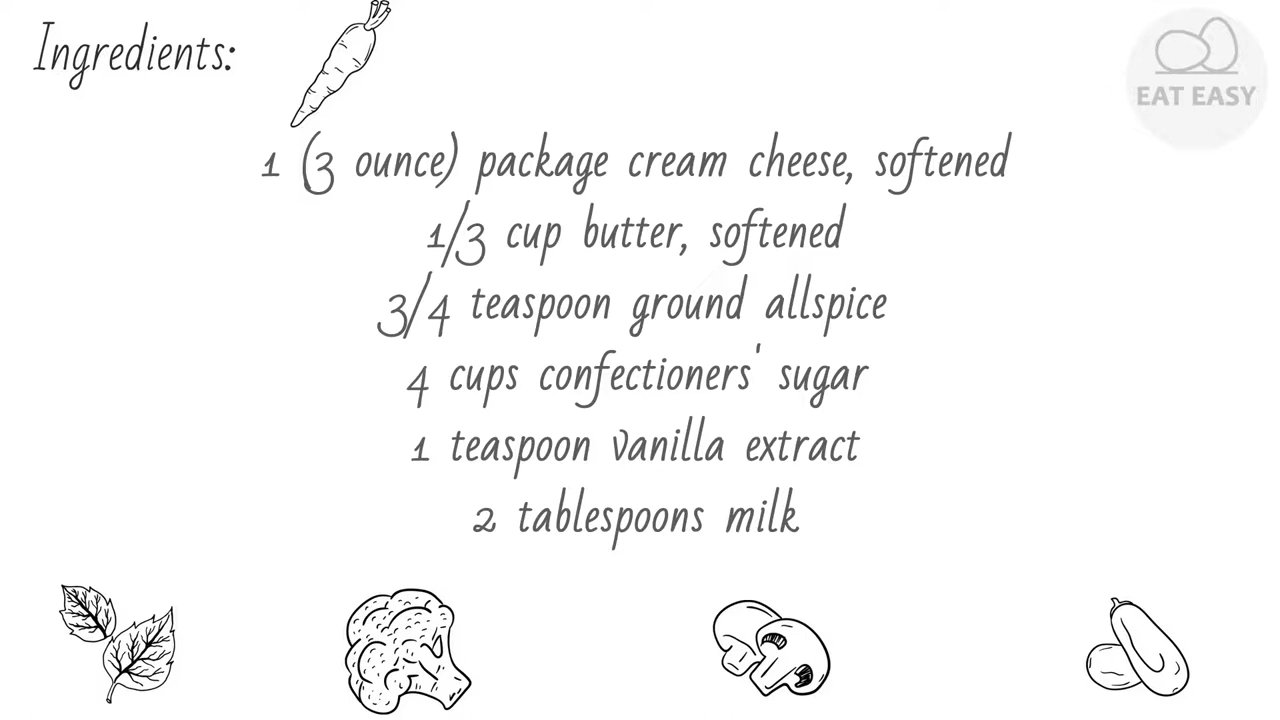 Ingredients:
EAT EASY
1 (3 ounce) package cream cheese, softened
1/3 cup butter, softened
3/4 teaspoon ground allspice
4 cups confectioners' sugar
1 teaspoon vanilla extract
2 tablespoons milk